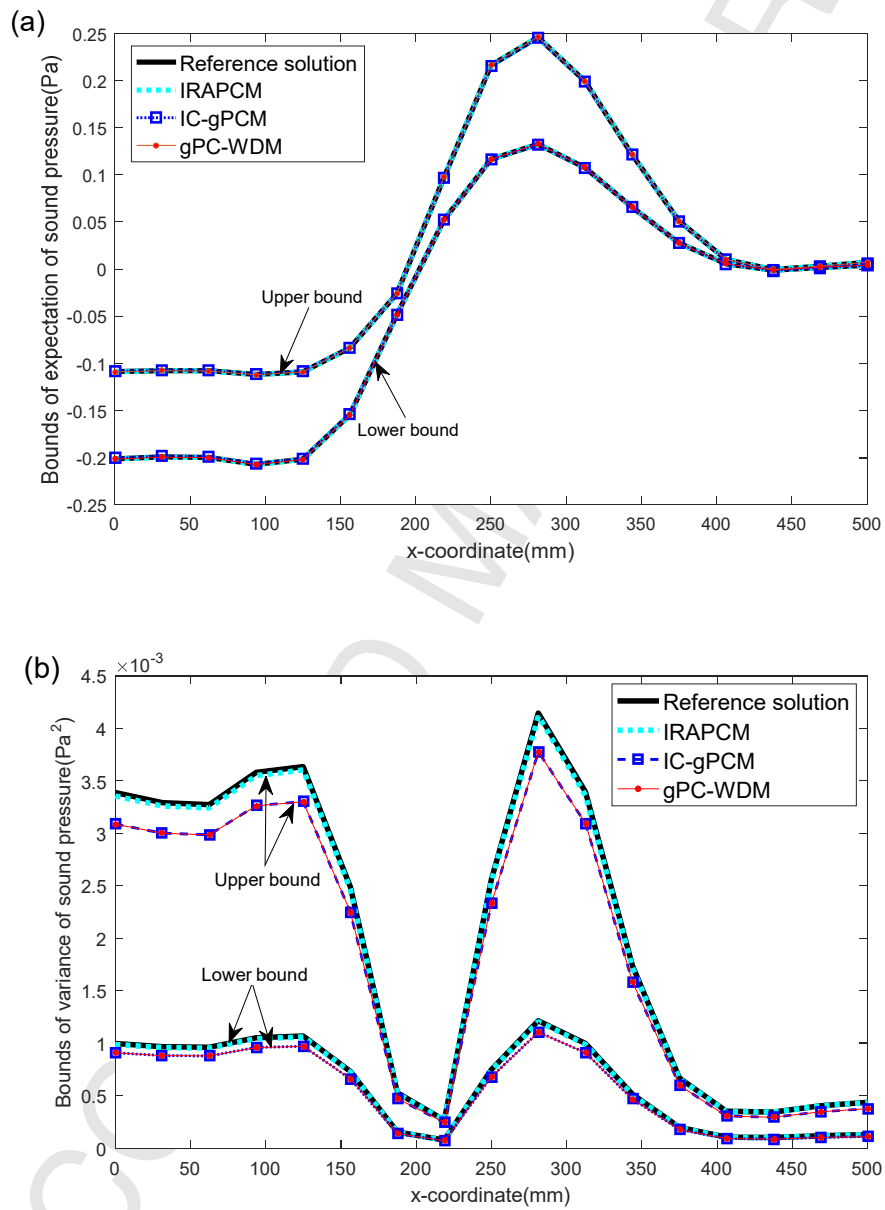 (a)
0.25
0.2
0.15
0.1
0.05
0
-0.05
-0.1
-0.15
-0.2
-0.25
Bounds of expectation of sound pressure(Pa)
Reference solution
IRAPCM
IC-gPCM
gPC-WDM
Upper bound
Lower bound
0 50 100 150 200 250 300 350 400 450 500
x-coordinate(mm)
(b)
×10⁻³
4.5
4
3.5
3
2.5
2
1.5
1
0.5
0
Bounds of variance of sound pressure(Pa²)
Reference solution
IRAPCM
IC-gPCM
gPC-WDM
Upper bound
Lower bound
0 50 100 150 200 250 300 350 400 450 500
x-coordinate(mm)